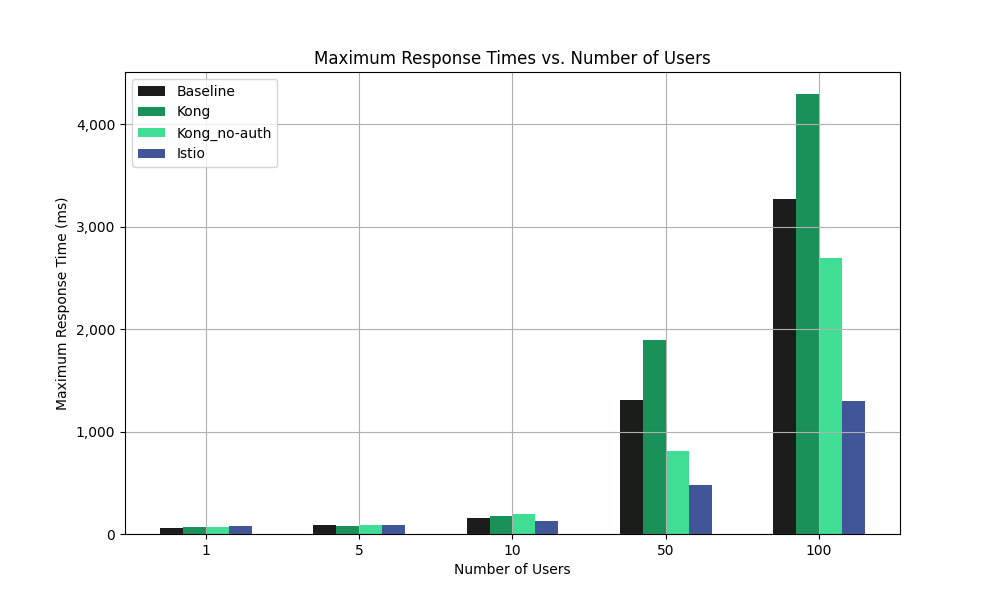 Maximum Response Times vs. Number of Users
Baseline
Kong
Kong_no-auth
Istio
Maximum Response Time (ms)
4,000
3,000
2,000
1,000
0
1 5 10 50 100
Number of Users